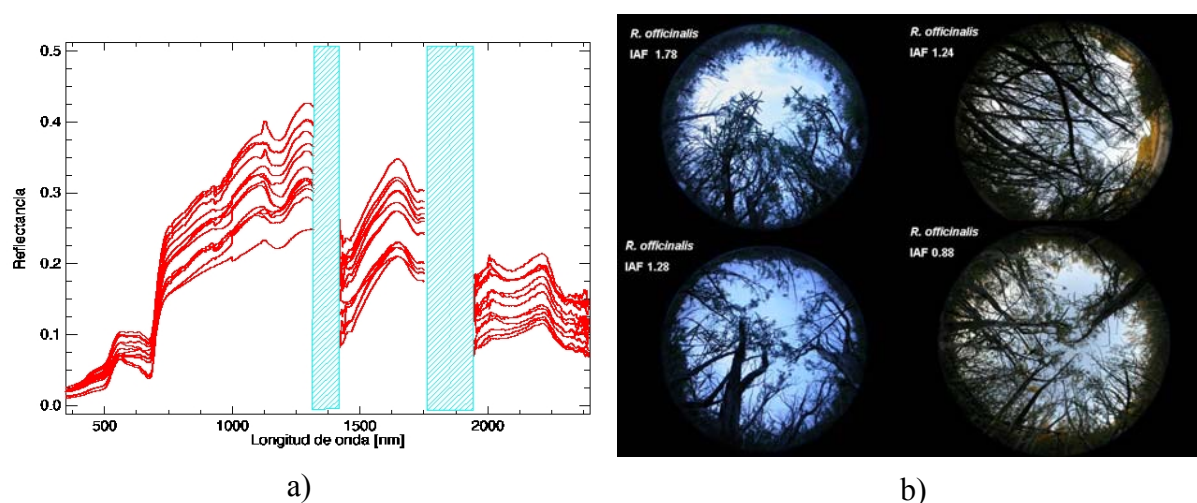 0.5
0.4
0.3
0.2
0.1
0.0
Reflectancia
500
1000
1500
2000
Longitud de onda [nm]
a)
R. officinalis
IAF 1.78
R. officinalis
IAF 1.24
R. officinalis
IAF 1.28
R. officinalis
IAF 0.88
b)